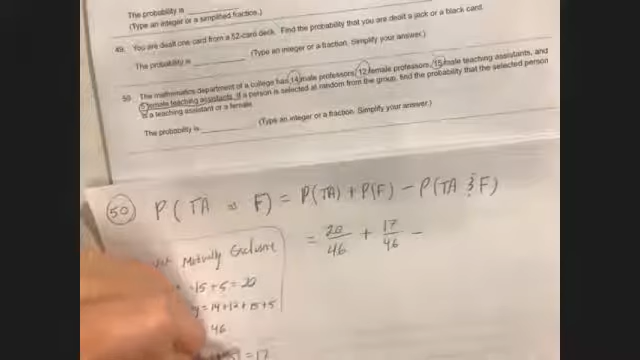 The probability is
(Type an integer or a simplified fraction.)
49. You are dealt one card from a 52-card deck. Find the probability that you are dealt a jack or a black card.
The probability is (Type an integer or a fraction. Simplify your answer.)
50. The mathematics department of a college has 14 male professors, 12 female professors, 15 male teaching assistants, and
5 female teaching assistants. If a person is selected at random from the group, find the probability that the selected person
is a teaching assistant or a female.
The probability is (Type an integer or a fraction. Simplify your answer.)
50 P(TA or F) = P(TA) + P(F) − P(TA & F)
= 20/46 + 17/46 −
Mutually Exclusive
15 + 5 = 20
= 14 + 12 + 15 + 5
46
= 17